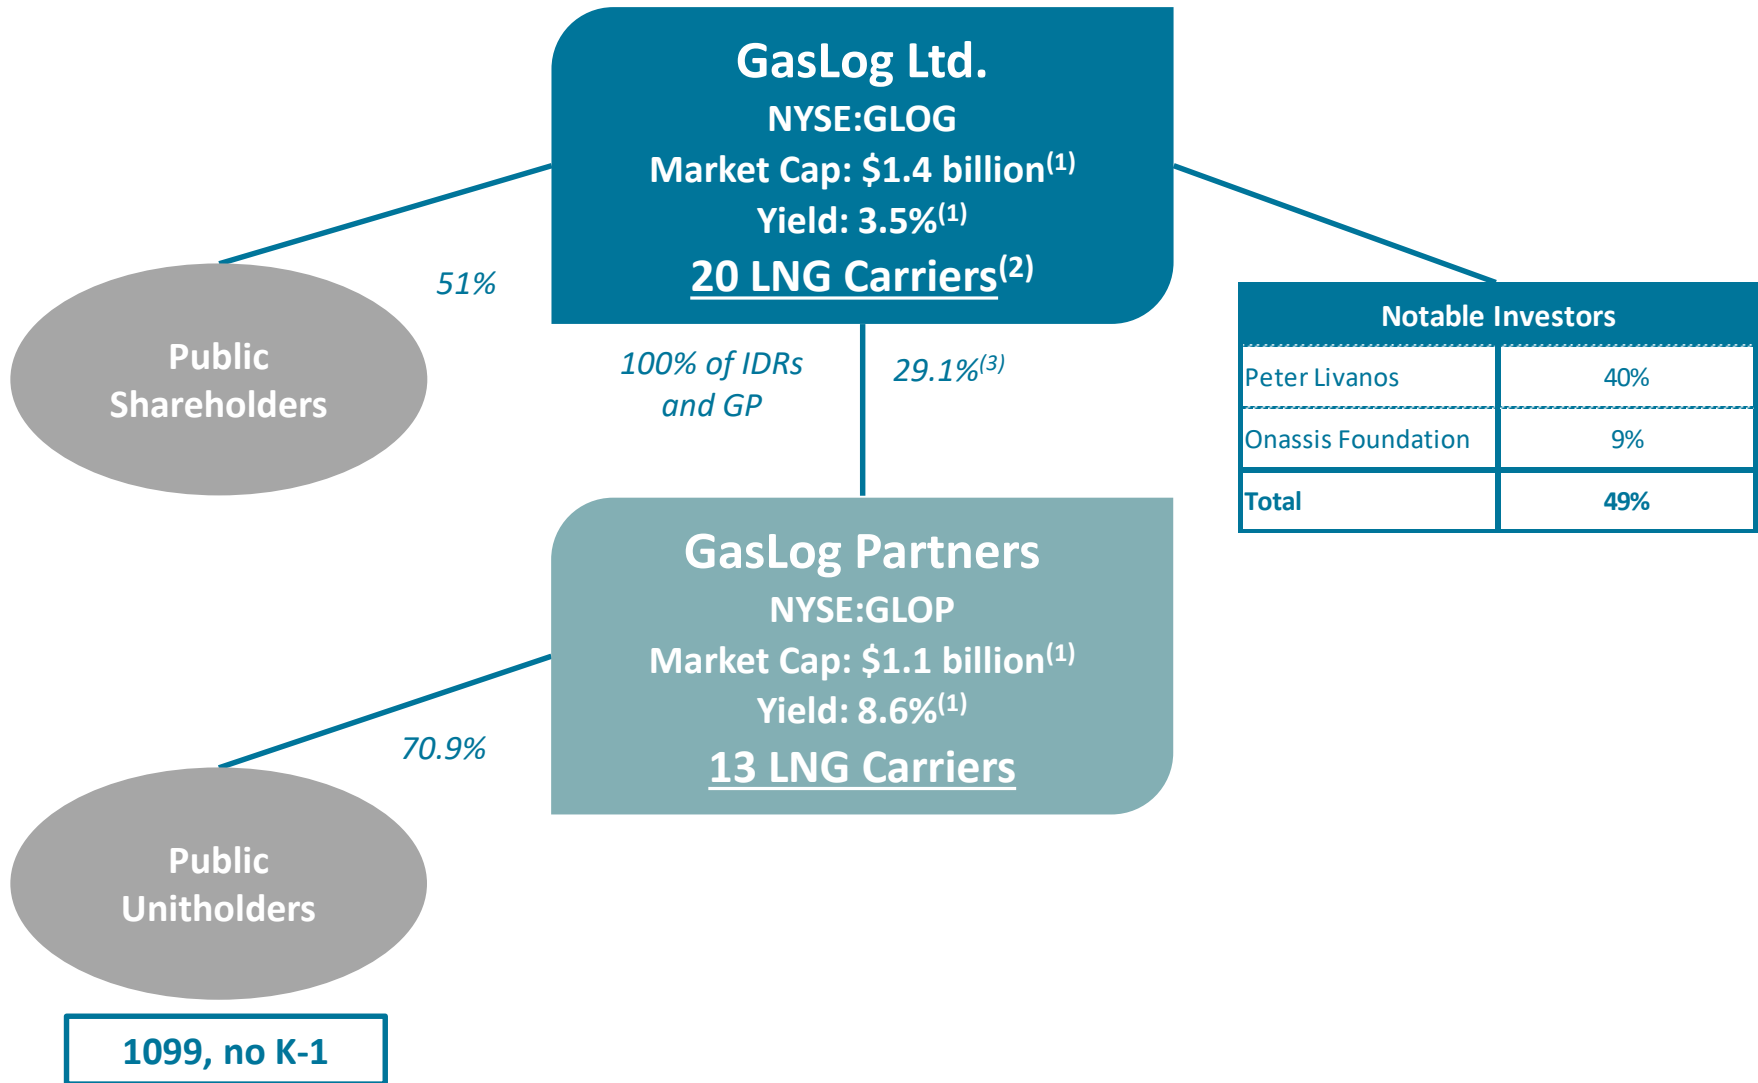 GasLog Ltd.
NYSE:GLOG
Market Cap: $1.4 billion(1)
Yield: 3.5%(1)
20 LNG Carriers(2)
51%
Public
Shareholders
100% of IDRs
and GP
29.1%(3)
Notable Investors
Peter Livanos 40%
Onassis Foundation 9%
Total 49%
GasLog Partners
NYSE:GLOP
Market Cap: $1.1 billion(1)
Yield: 8.6%(1)
13 LNG Carriers
70.9%
Public
Unitholders
1099, no K-1